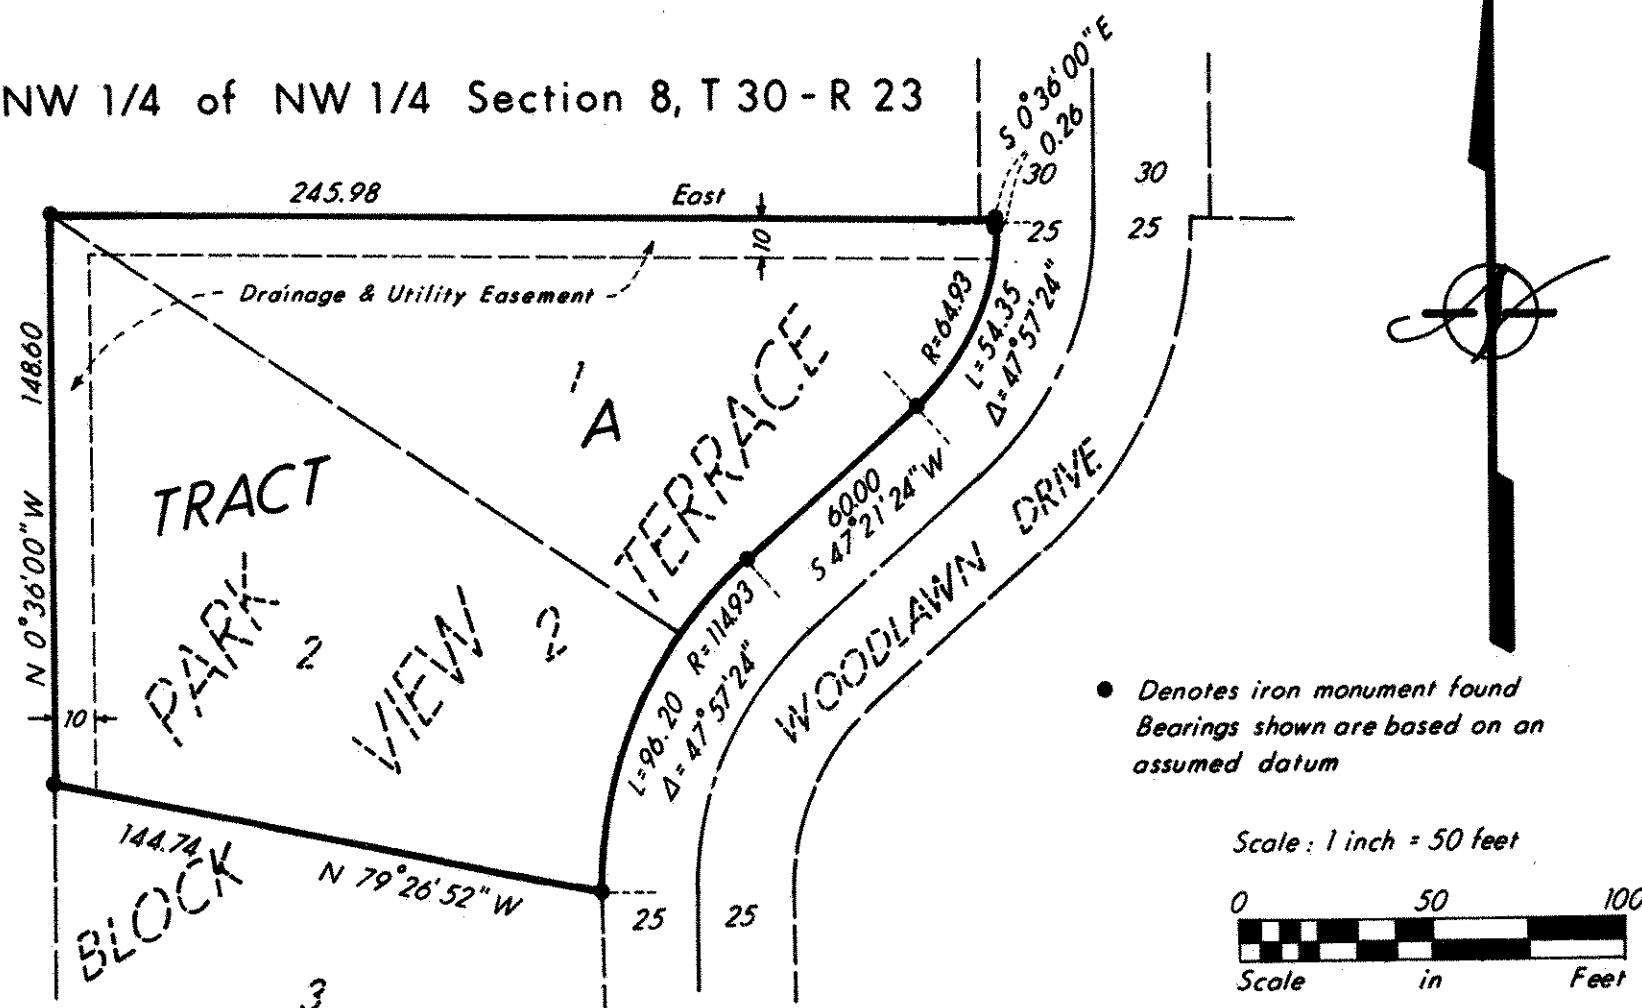 NW 1/4 of NW 1/4 Section 8, T 30 - R 23
S 0°36'00" E
0.26
30
30
245.98
East
25
25
10
Drainage & Utility Easement
R=64.93
L=54.35
Δ=47°57'24"
148.60
N 0°36'00" W
1
A
TRACT
TERRACE
60.00
S 47°21'24" W
WOODLAWN DRIVE
PARK
2
VIEW
2
R=114.93
L=96.20
Δ=47°57'24"
10
144.74
N 79°26'52" W
BLOCK
3
25
25
Denotes iron monument found
Bearings shown are based on an
assumed datum
Scale: 1 inch = 50 feet
0 50 100
Scale in Feet